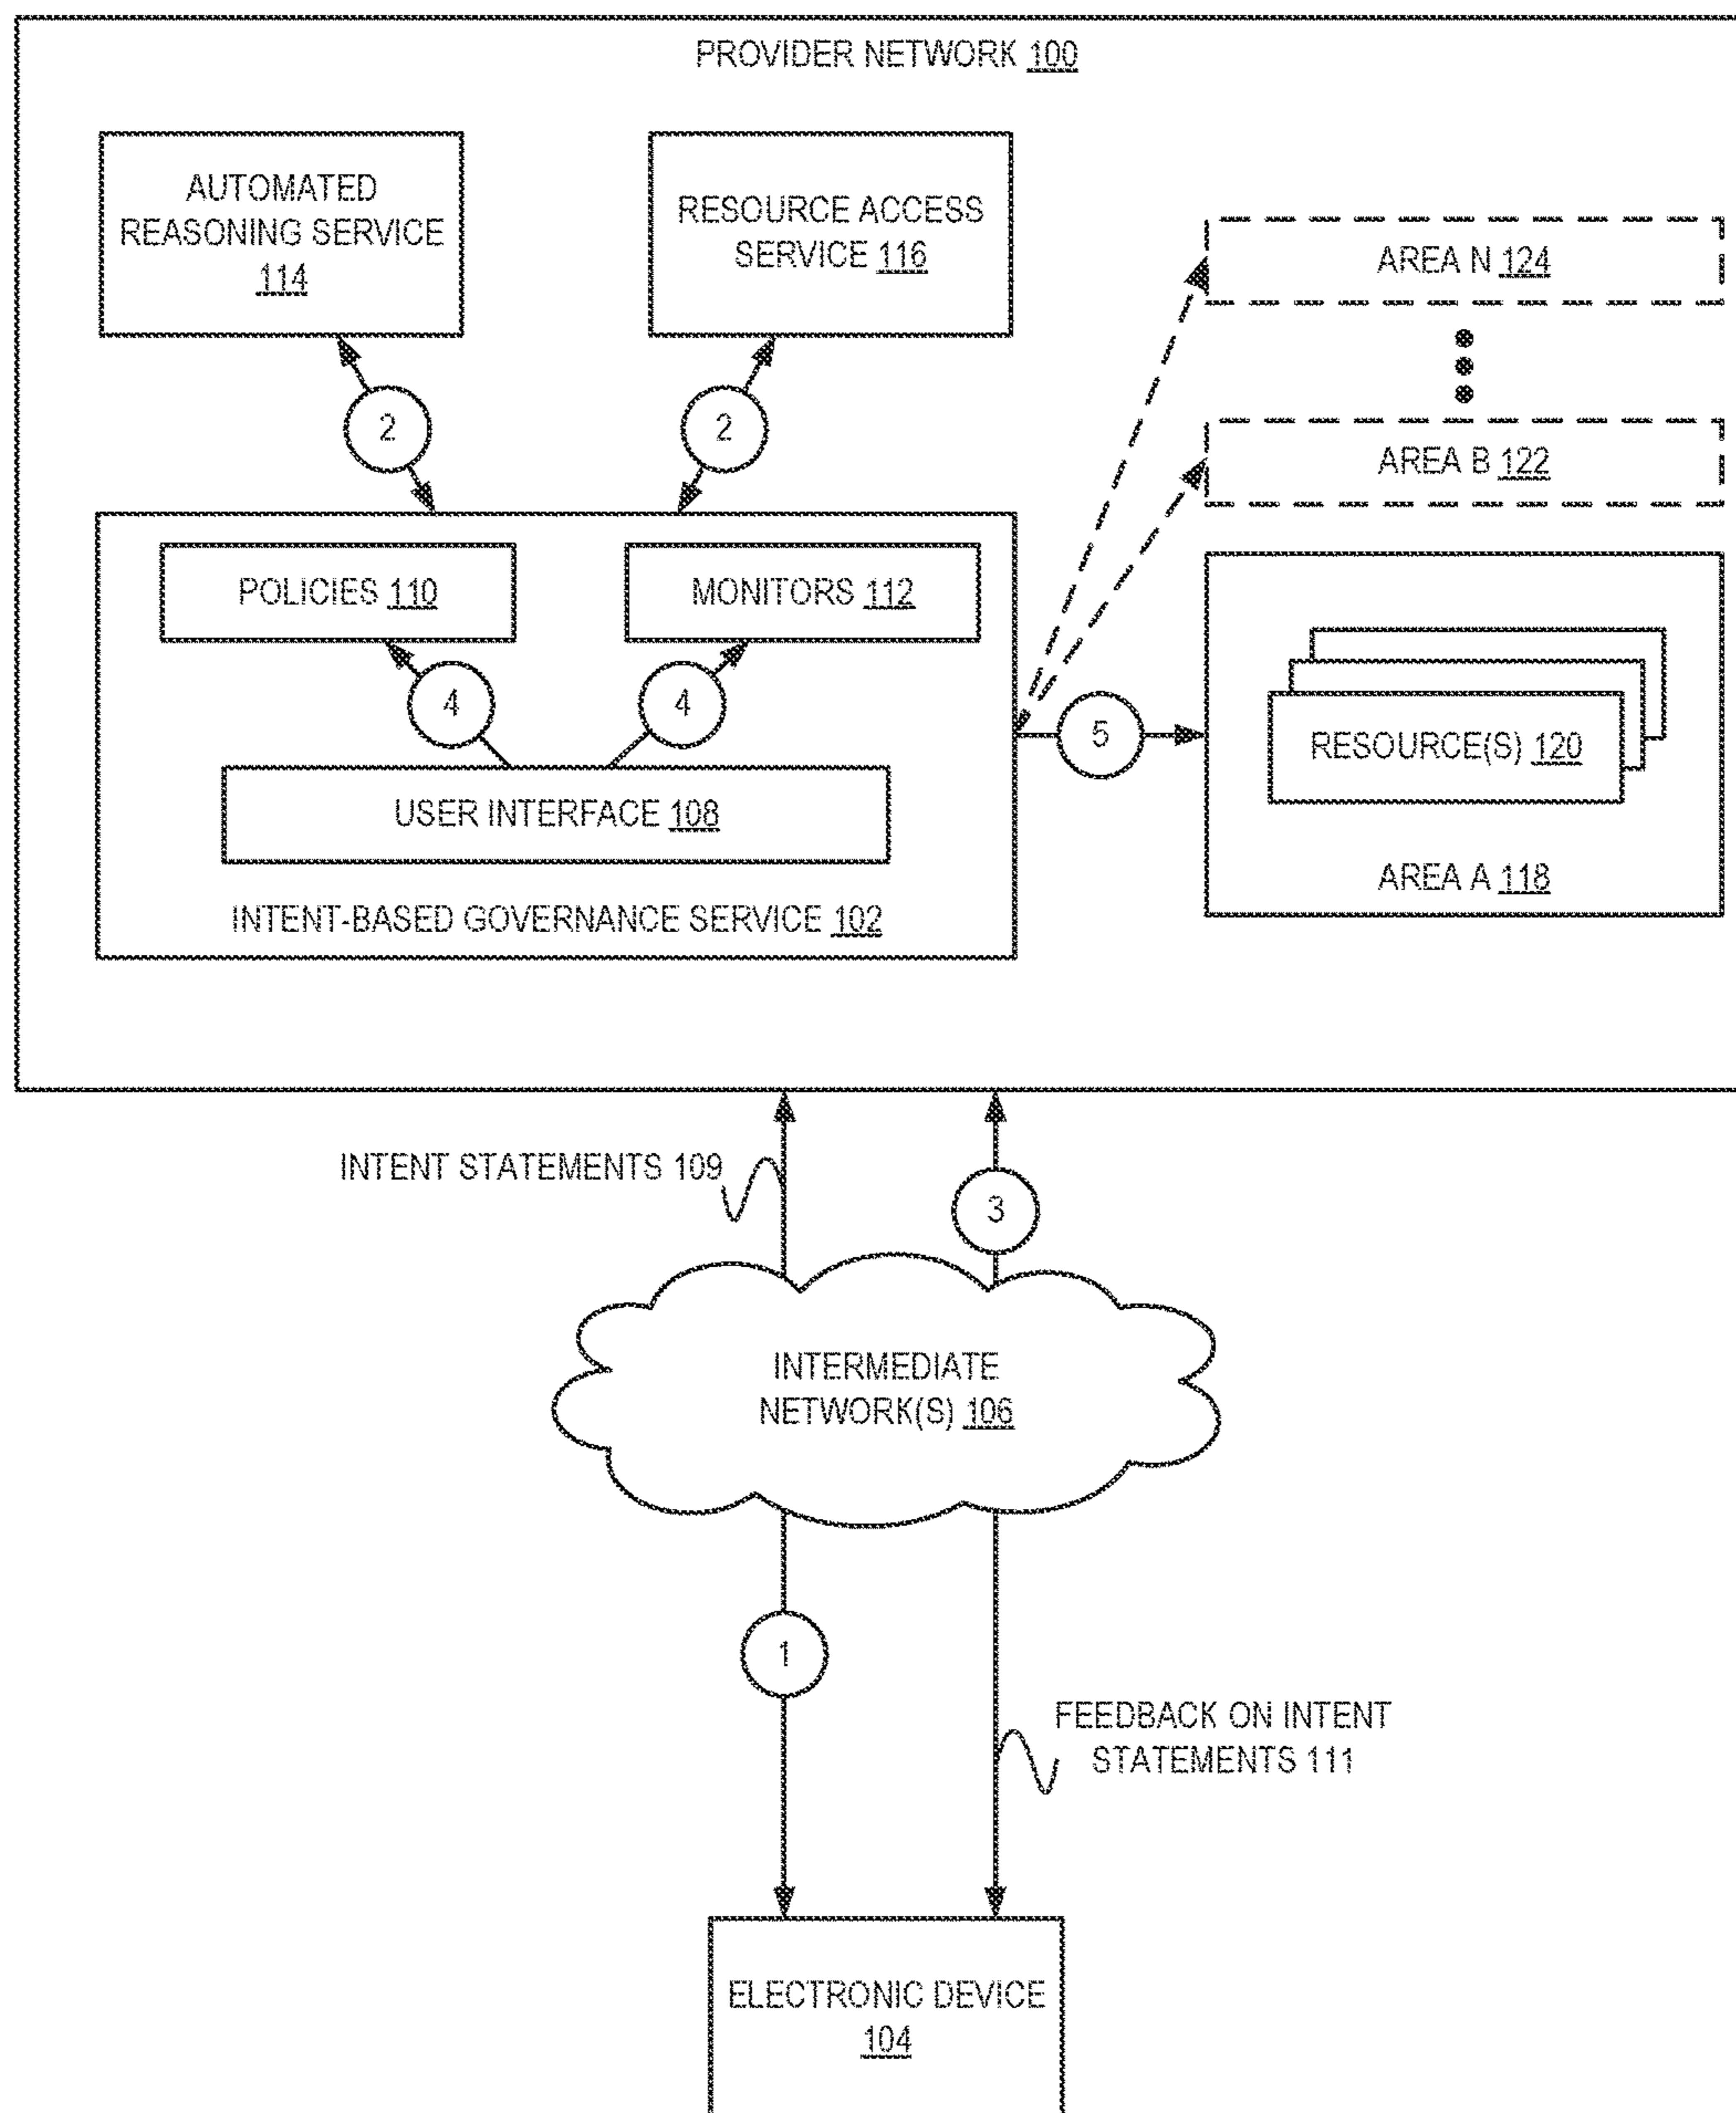 PROVIDER NETWORK 100
AUTOMATED
REASONING SERVICE
114
RESOURCE ACCESS
SERVICE 116
AREA N 124
2
2
AREA B 122
POLICIES 110
MONITORS 112
4
4
5
RESOURCE(S) 120
USER INTERFACE 108
AREA A 118
INTENT-BASED GOVERNANCE SERVICE 102
INTENT STATEMENTS 109
3
INTERMEDIATE
NETWORK(S) 106
1
FEEDBACK ON INTENT
STATEMENTS 111
ELECTRONIC DEVICE
104